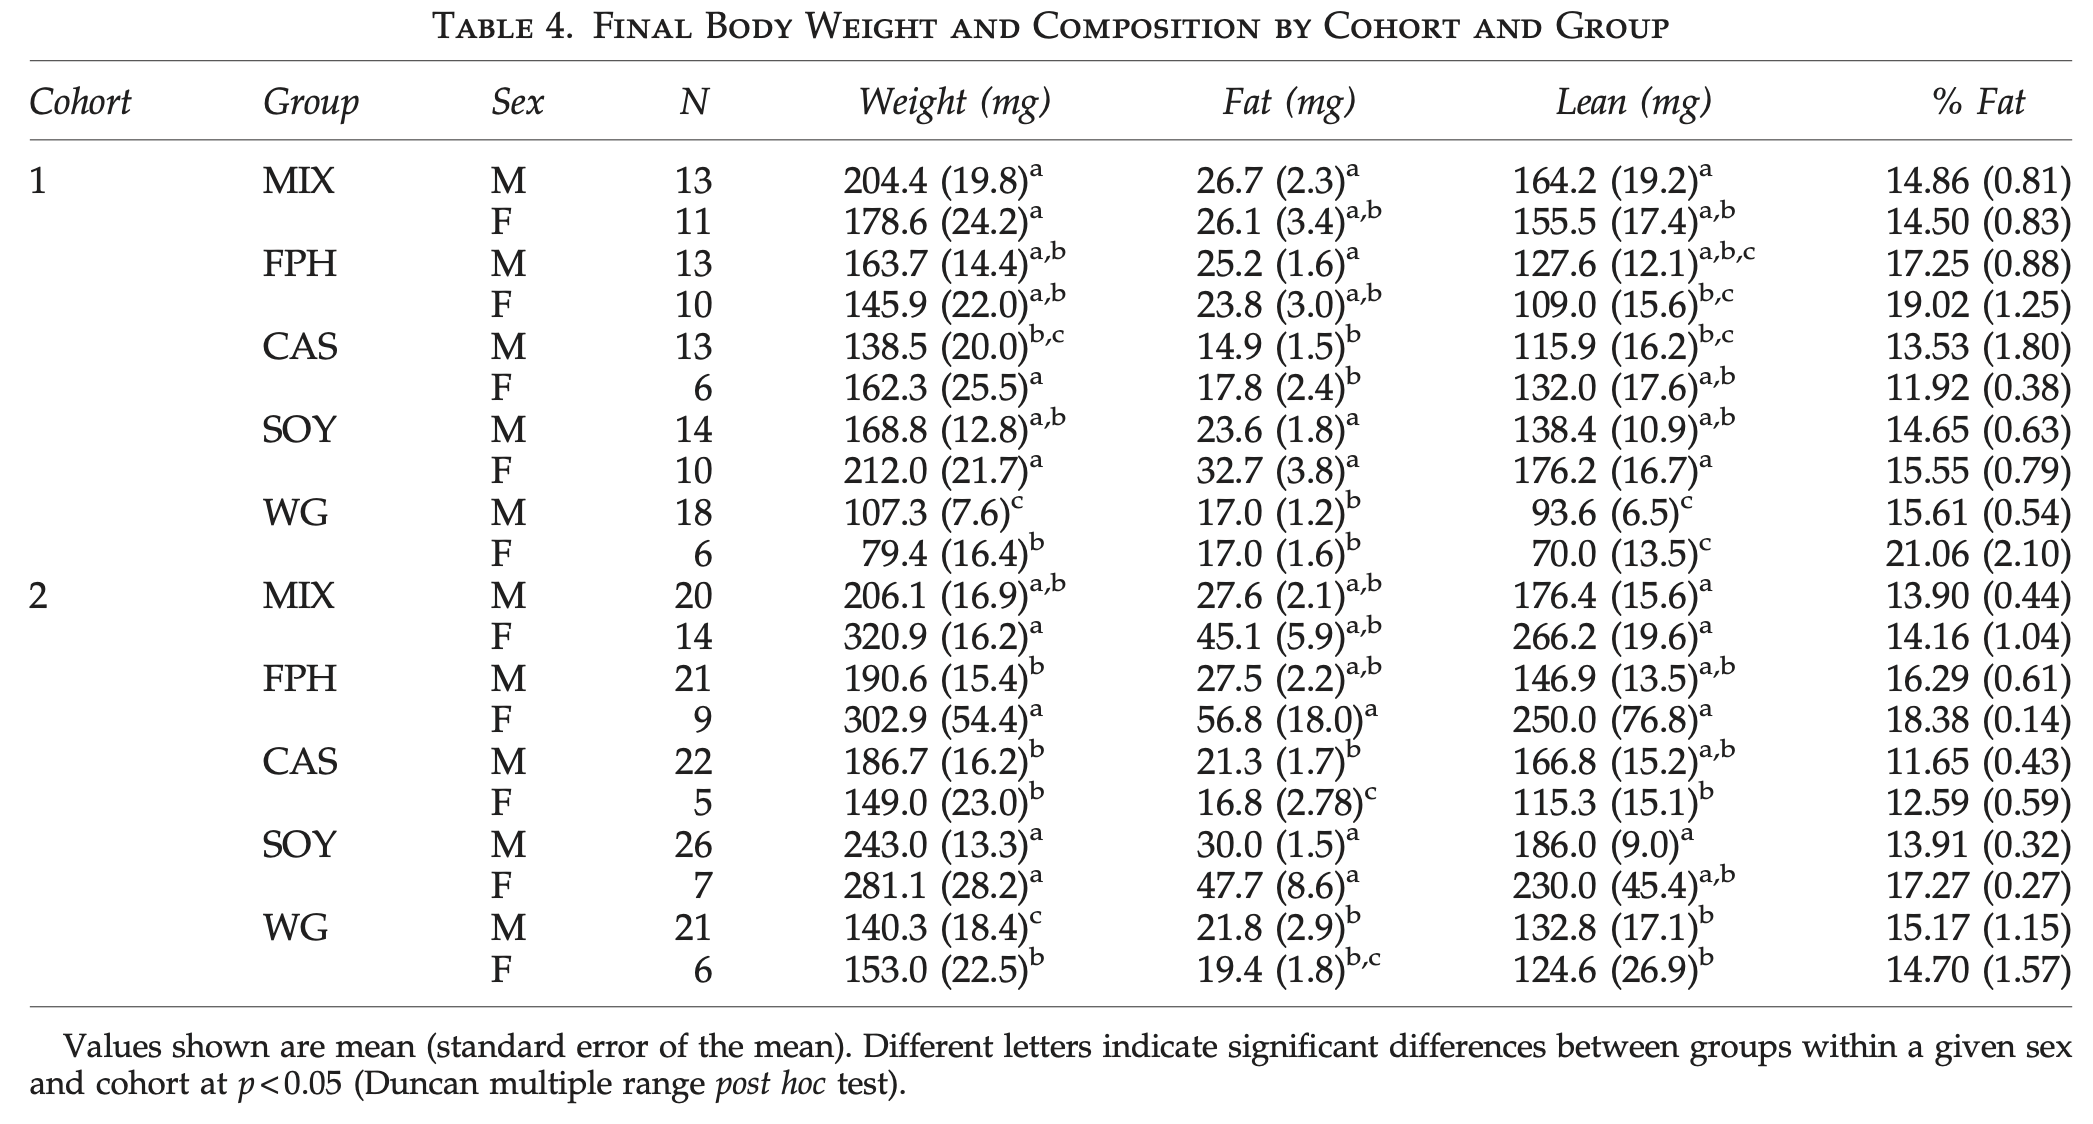 TABLE 4. FINAL BODY WEIGHT AND COMPOSITION BY COHORT AND GROUP
Cohort Group Sex N Weight (mg) Fat (mg) Lean (mg) % Fat
1 MIX M 13 204.4 (19.8)a 26.7 (2.3)a 164.2 (19.2)a 14.86 (0.81)
F 11 178.6 (24.2)a 26.1 (3.4)a,b 155.5 (17.4)a,b 14.50 (0.83)
FPH M 13 163.7 (14.4)a,b 25.2 (1.6)a 127.6 (12.1)a,b,c 17.25 (0.88)
F 10 145.9 (22.0)a,b 23.8 (3.0)a,b 109.0 (15.6)b,c 19.02 (1.25)
CAS M 13 138.5 (20.0)b,c 14.9 (1.5)b 115.9 (16.2)b,c 13.53 (1.80)
F 6 162.3 (25.5)a 17.8 (2.4)b 132.0 (17.6)a,b 11.92 (0.38)
SOY M 14 168.8 (12.8)a,b 23.6 (1.8)a 138.4 (10.9)a,b 14.65 (0.63)
F 10 212.0 (21.7)a 32.7 (3.8)a 176.2 (16.7)a 15.55 (0.79)
WG M 18 107.3 (7.6)c 17.0 (1.2)b 93.6 (6.5)c 15.61 (0.54)
F 6 79.4 (16.4)b 17.0 (1.6)b 70.0 (13.5)c 21.06 (2.10)
2 MIX M 20 206.1 (16.9)a,b 27.6 (2.1)a,b 176.4 (15.6)a 13.90 (0.44)
F 14 320.9 (16.2)a 45.1 (5.9)a,b 266.2 (19.6)a 14.16 (1.04)
FPH M 21 190.6 (15.4)b 27.5 (2.2)a,b 146.9 (13.5)a,b 16.29 (0.61)
F 9 302.9 (54.4)a 56.8 (18.0)a 250.0 (76.8)a 18.38 (0.14)
CAS M 22 186.7 (16.2)b 21.3 (1.7)b 166.8 (15.2)a,b 11.65 (0.43)
F 5 149.0 (23.0)b 16.8 (2.78)c 115.3 (15.1)b 12.59 (0.59)
SOY M 26 243.0 (13.3)a 30.0 (1.5)a 186.0 (9.0)a 13.91 (0.32)
F 7 281.1 (28.2)a 47.7 (8.6)a 230.0 (45.4)a,b 17.27 (0.27)
WG M 21 140.3 (18.4)c 21.8 (2.9)b 132.8 (17.1)b 15.17 (1.15)
F 6 153.0 (22.5)b 19.4 (1.8)b,c 124.6 (26.9)b 14.70 (1.57)
Values shown are mean (standard error of the mean). Different letters indicate significant differences between groups within a given sex
and cohort at p<0.05 (Duncan multiple range post hoc test).